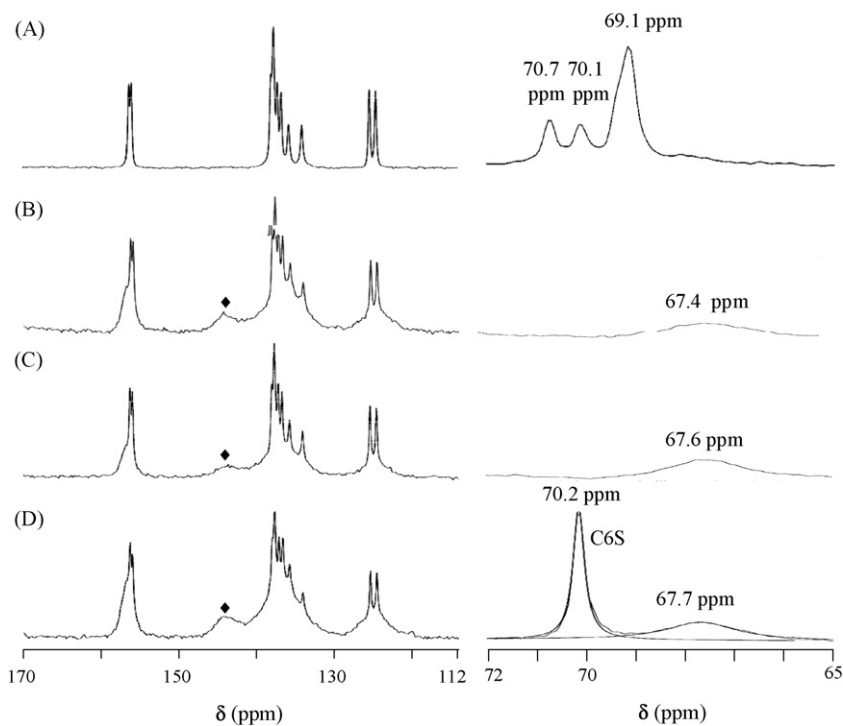 (A)
69.1 ppm
70.7 70.1
ppm ppm
(B)
67.4 ppm
(C)
67.6 ppm
70.2 ppm
(D)
C6S
67.7 ppm
170 150 130 112 72 70 68 65
δ (ppm) δ (ppm)